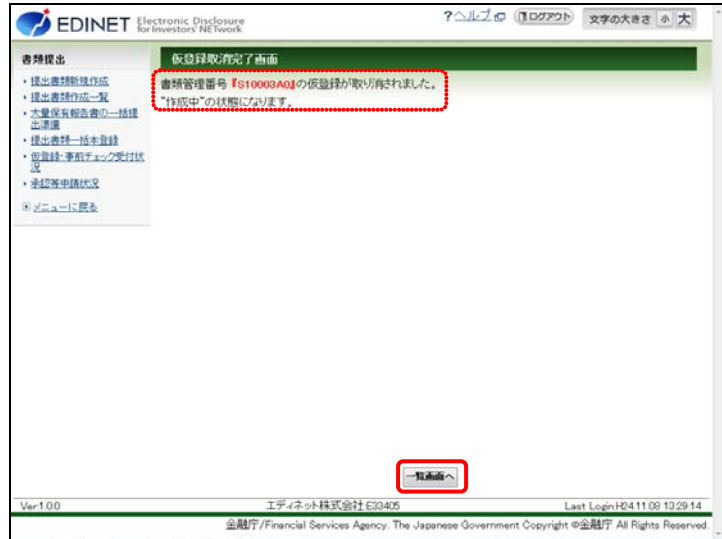 EDINET Electronic Disclosure for Investors' NETwork
?ヘルプ ログアウト 文字の大きさ 小 大
書類提出
・提出書類新規作成
・提出書類作成一覧
・大量保有報告書の一括提
出準備
・提出書類一括本登録
・仮登録・事前チェック受付状
況
・承認等申請状況
メニューに戻る
仮登録取消完了画面
書類管理番号『S10003A0』の仮登録が取り消されました。
"作成中"の状態になります。
一覧画面へ
Ver.1.0.0 エディネット株式会社 E33405 Last Login:H24.11.08 13:29:14
金融庁/Financial Services Agency. The Japanese Government Copyright ©金融庁 All Rights Reserved.